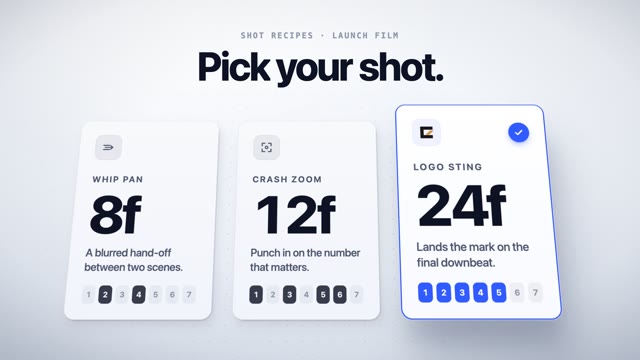 SHOT RECIPES · LAUNCH FILM
Pick your shot.
WHIP PAN
8f
A blurred hand-off
between two scenes.
1 2 3 4 5 6 7
CRASH ZOOM
12f
Punch in on the number
that matters.
1 2 3 4 5 6 7
LOGO STING
24f
Lands the mark on the
final downbeat.
1 2 3 4 5 6 7